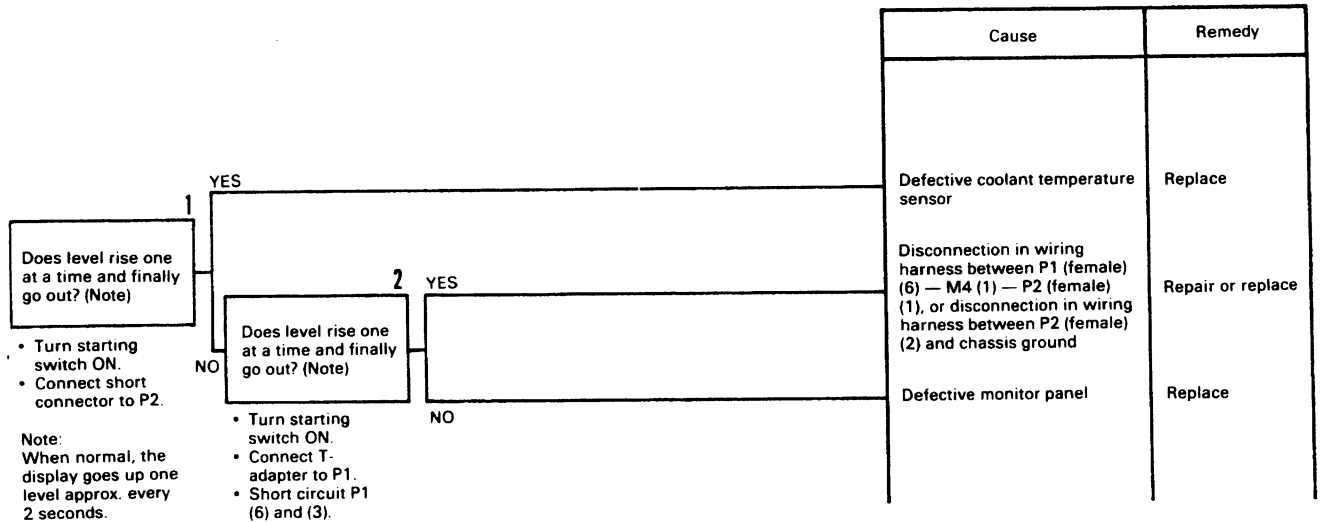 Cause
Remedy
YES
Defective coolant temperature
sensor
Replace
1
Does level rise one
at a time and finally
go out? (Note)
• Turn starting
switch ON.
• Connect short
connector to P2.
Note:
When normal, the
display goes up one
level approx. every
2 seconds.
NO
2
Does level rise one
at a time and finally
go out? (Note)
• Turn starting
switch ON.
• Connect T-
adapter to P1.
• Short circuit P1
(6) and (3).
YES
Disconnection in wiring
harness between P1 (female)
(6) — M4 (1) — P2 (female)
(1), or disconnection in wiring
harness between P2 (female)
(2) and chassis ground
Repair or replace
NO
Defective monitor panel
Replace